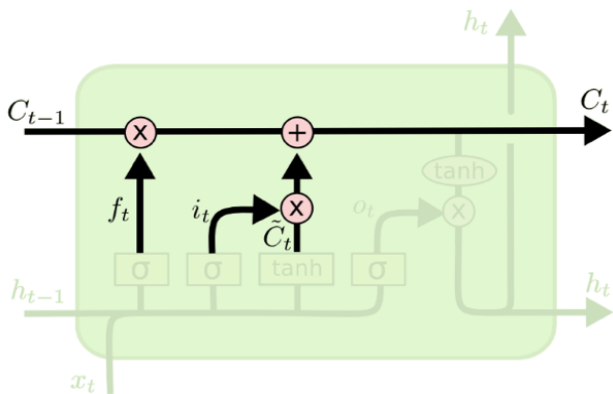 h_t
C_{t-1} x + C_t
tanh
f_t i_t x o_t x
C̃_t
σ σ tanh σ
h_{t-1} h_t
x_t